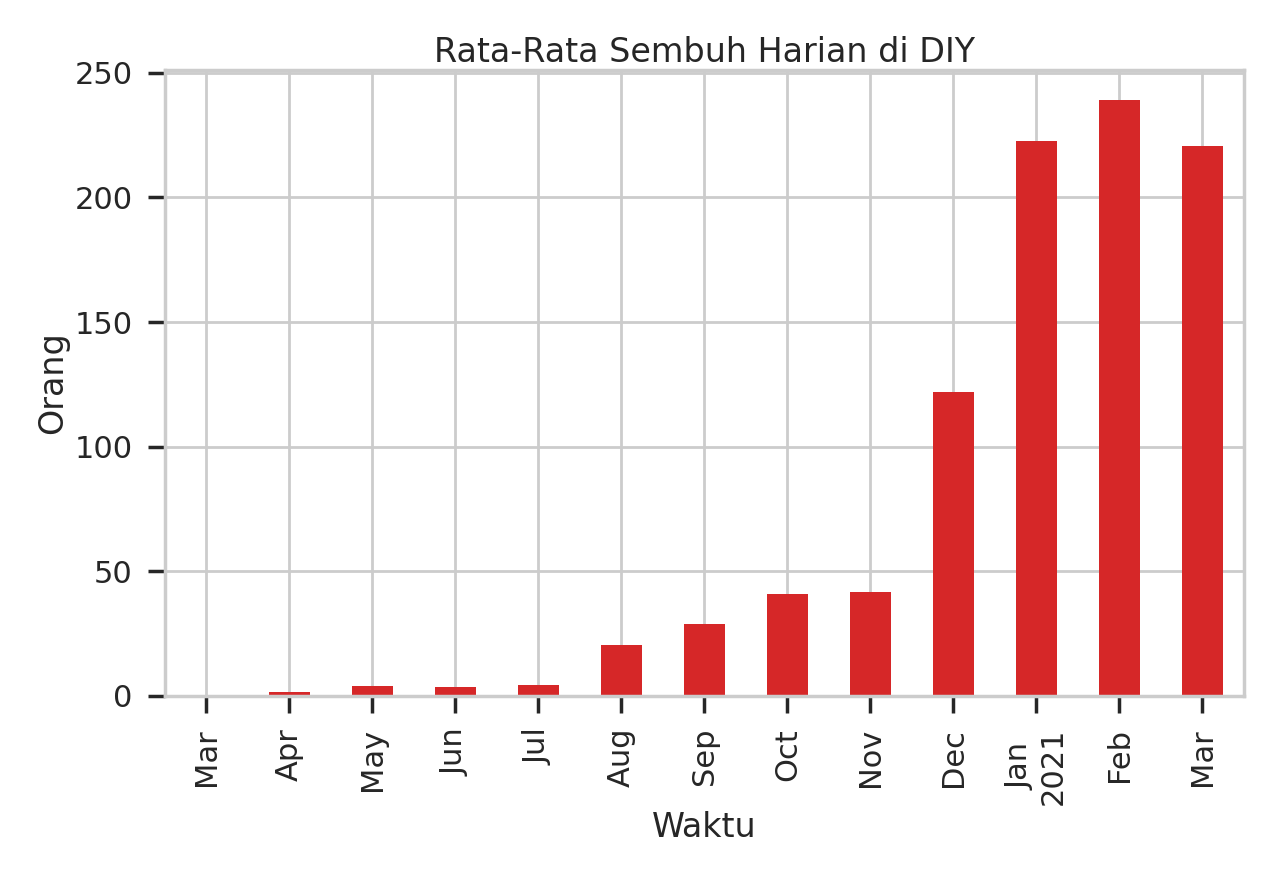 Rata-Rata Sembuh Harian di DIY
250
200
150
100
50
0
Orang
Mar
Apr
May
Jun
Jul
Aug
Sep
Oct
Nov
Dec
Jan
2021
Feb
Mar
Waktu